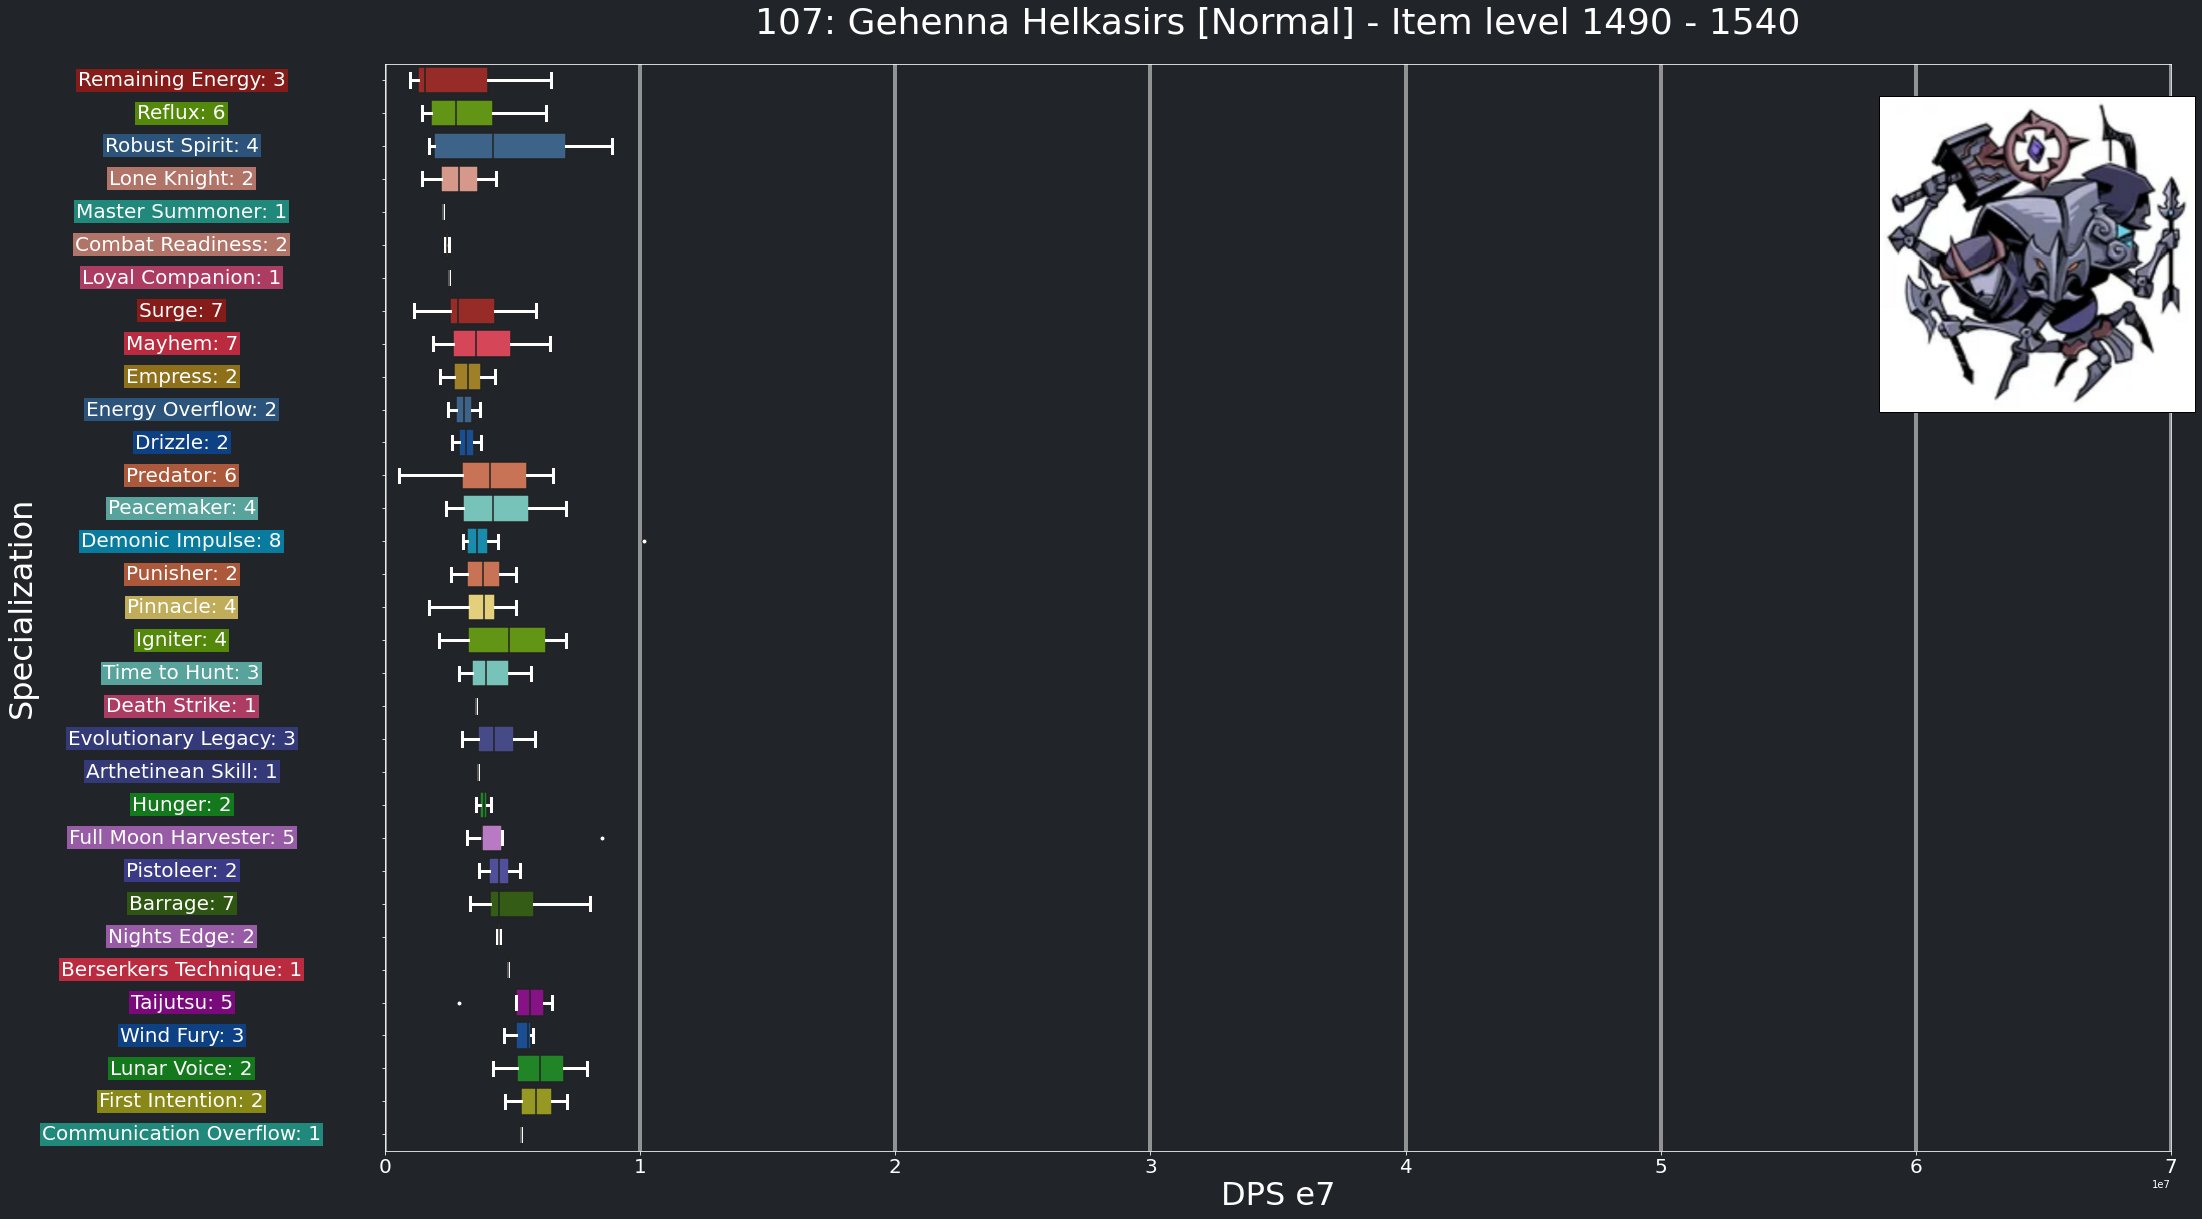 107: Gehenna Helkasirs [Normal] - Item level 1490 - 1540
Remaining Energy: 3
Reflux: 6
Robust Spirit: 4
Lone Knight: 2
Master Summoner: 1
Combat Readiness: 2
Loyal Companion: 1
Surge: 7
Mayhem: 7
Empress: 2
Energy Overflow: 2
Drizzle: 2
Predator: 6
Peacemaker: 4
Demonic Impulse: 8
Punisher: 2
Pinnacle: 4
Igniter: 4
Time to Hunt: 3
Death Strike: 1
Evolutionary Legacy: 3
Arthetinean Skill: 1
Hunger: 2
Full Moon Harvester: 5
Pistoleer: 2
Barrage: 7
Nights Edge: 2
Berserkers Technique: 1
Taijutsu: 5
Wind Fury: 3
Lunar Voice: 2
First Intention: 2
Communication Overflow: 1
Specialization
0 1 2 3 4 5 6 7
1e7
DPS e7